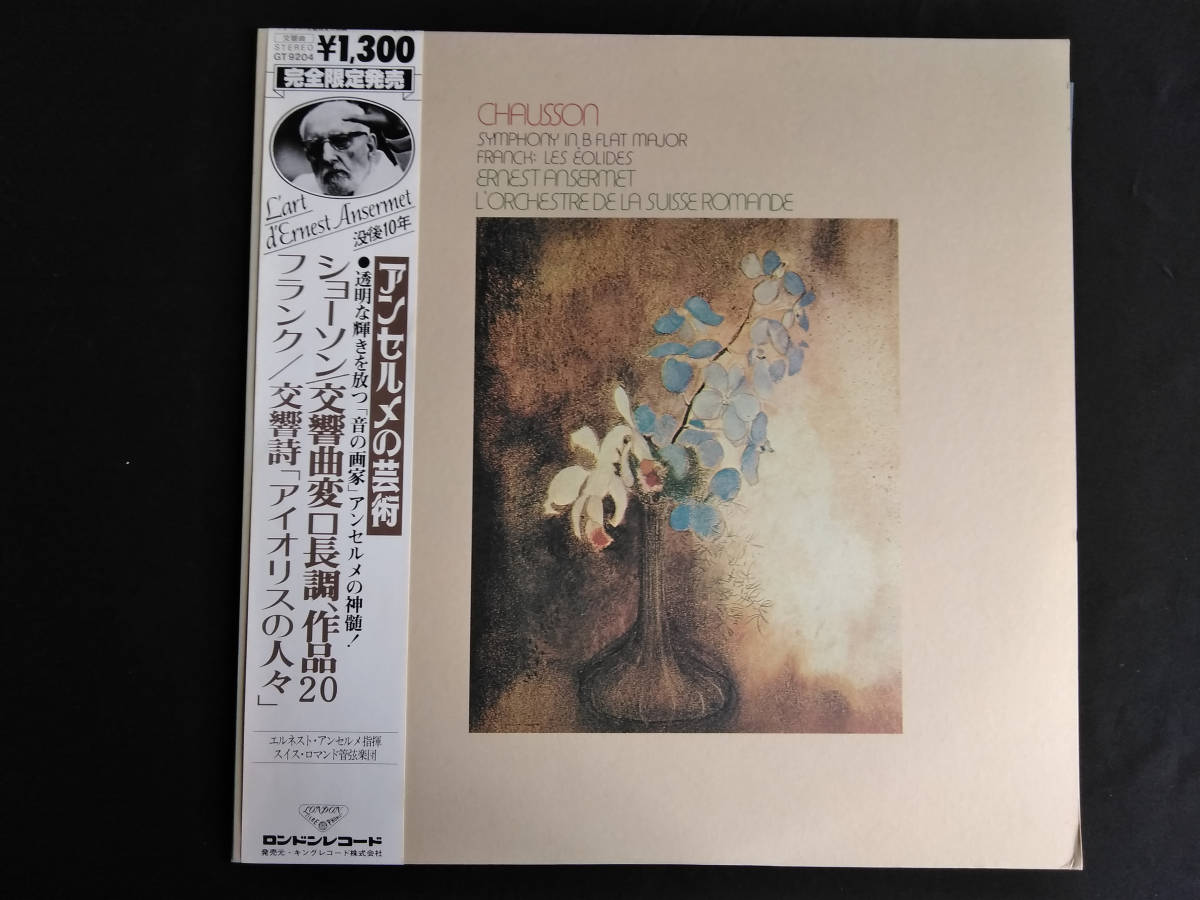 交響曲
STEREO
GT9204
¥1,300
完全限定発売
L'art
d'Ernest Ansermet
没後10年
アンセルメの芸術
●透明な輝きを放つ「音の画家」アンセルメの神髄!
ショーソン/交響曲変ロ長調、作品20
フランク/交響詩「アイオリスの人々」
エルネスト・アンセルメ指揮
スイス・ロマンド管弦楽団
LONDON
ロンドンレコード
発売元・キングレコード株式会社
CHAUSSON
SYMPHONY IN B FLAT MAJOR
FRANCK: LES ÉOLIDES
ERNEST ANSERMET
L'ORCHESTRE DE LA SUISSE ROMANDE